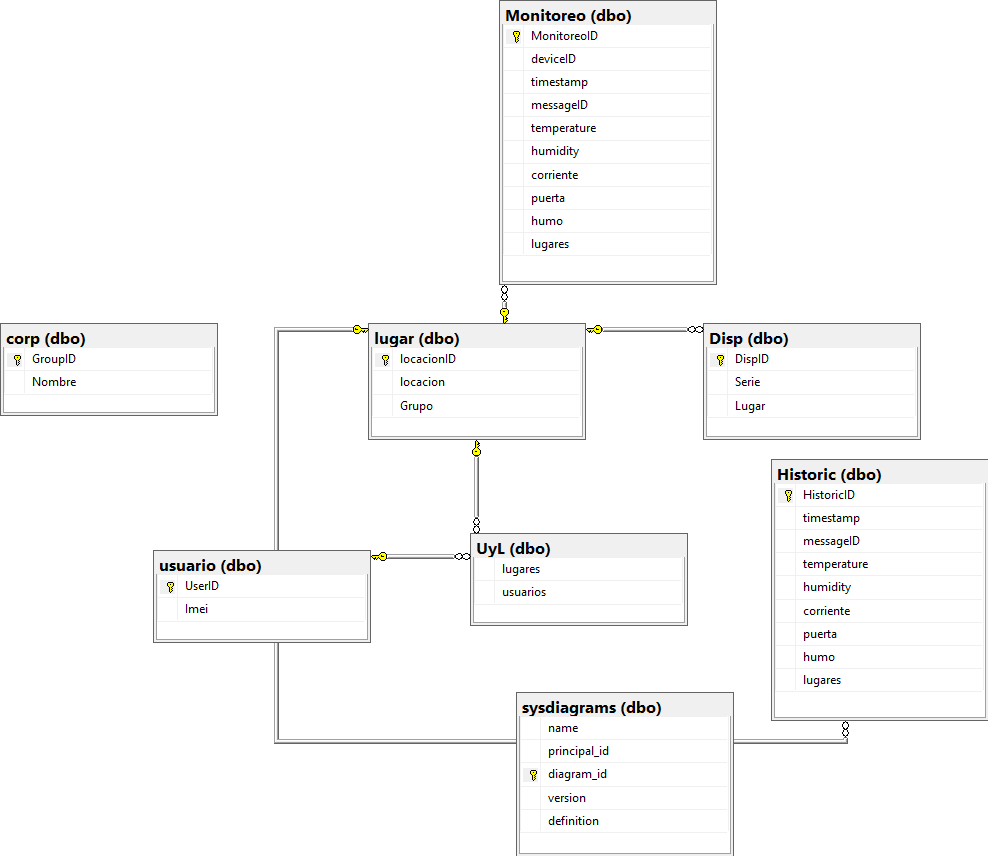 Monitoreo (dbo)
MonitoreoID
deviceID
timestamp
messageID
temperature
humidity
corriente
puerta
humo
lugares
corp (dbo)
GroupID
Nombre
lugar (dbo)
locacionID
locacion
Grupo
Disp (dbo)
DispID
Serie
Lugar
Historic (dbo)
HistoricID
timestamp
messageID
temperature
humidity
corriente
puerta
humo
lugares
usuario (dbo)
UserID
Imei
UyL (dbo)
lugares
usuarios
sysdiagrams (dbo)
name
principal_id
diagram_id
version
definition